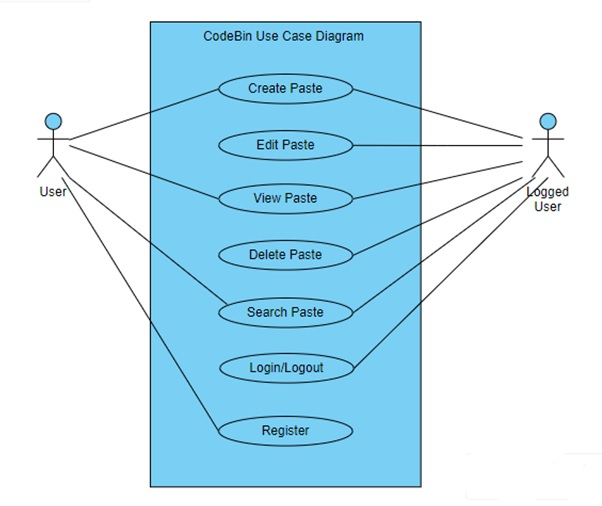 CodeBin Use Case Diagram
Create Paste
Edit Paste
View Paste
Delete Paste
Search Paste
Login/Logout
Register
User
Logged
User